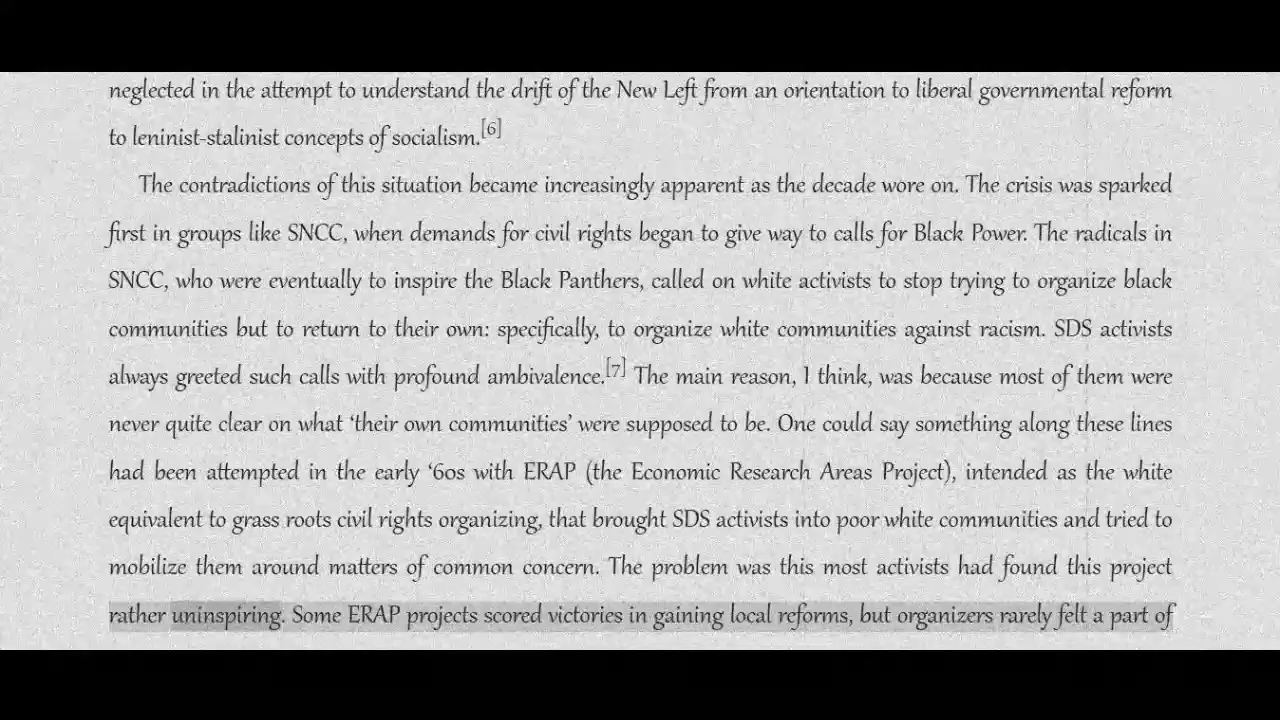 neglected in the attempt to understand the drift of the New Left from an orientation to liberal governmental reform
to leninist-stalinist concepts of socialism.[6]
The contradictions of this situation became increasingly apparent as the decade wore on. The crisis was sparked
first in groups like SNCC, when demands for civil rights began to give way to calls for Black Power. The radicals in
SNCC, who were eventually to inspire the Black Panthers, called on white activists to stop trying to organize black
communities but to return to their own: specifically, to organize white communities against racism. SDS activists
always greeted such calls with profound ambivalence.[7] The main reason, I think, was because most of them were
never quite clear on what ‘their own communities’ were supposed to be. One could say something along these lines
had been attempted in the early ‘60s with ERAP (the Economic Research Areas Project), intended as the white
equivalent to grass roots civil rights organizing, that brought SDS activists into poor white communities and tried to
mobilize them around matters of common concern. The problem was this most activists had found this project
rather uninspiring. Some ERAP projects scored victories in gaining local reforms, but organizers rarely felt a part of